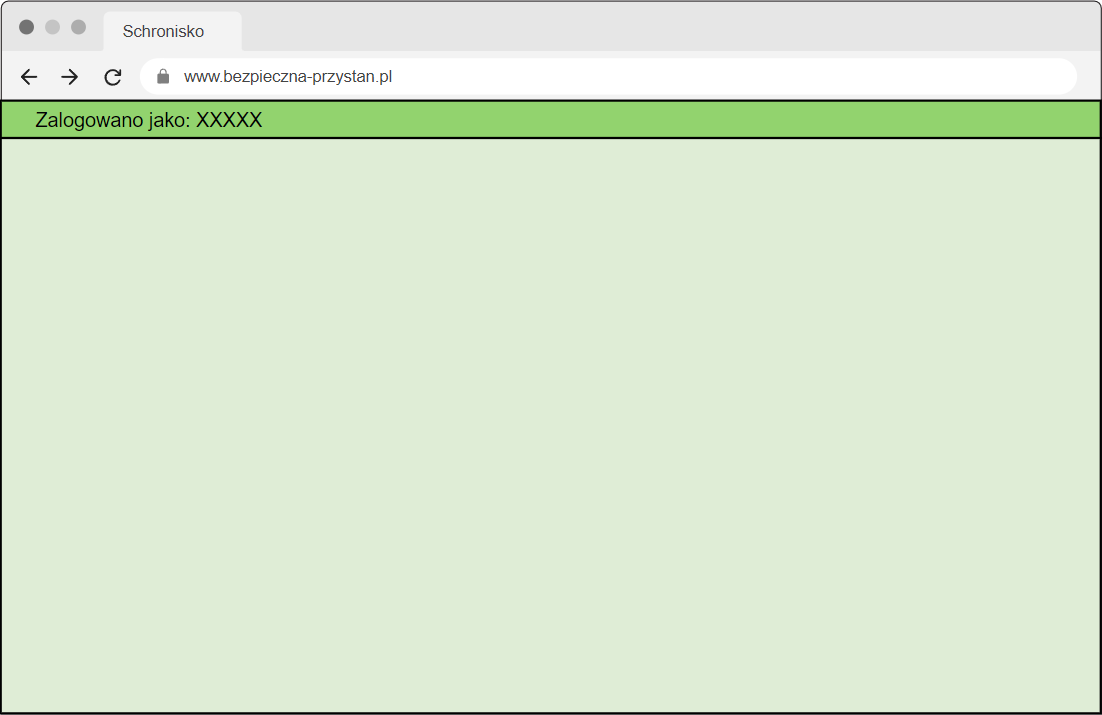 Schronisko
www.bezpieczna-przystan.pl
Zalogowano jako: XXXXX